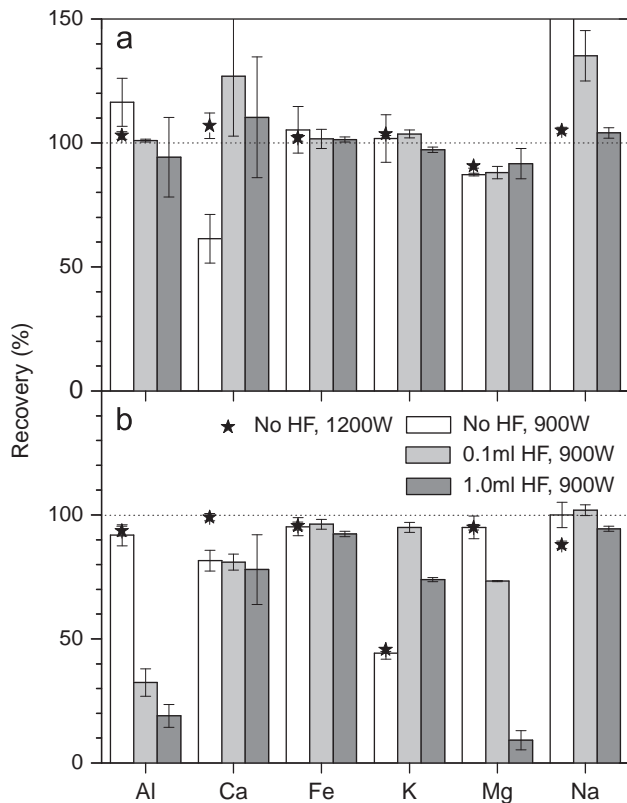 150
a
100
50
0
Recovery (%)
b
★ No HF, 1200W
No HF, 900W
0.1ml HF, 900W
1.0ml HF, 900W
100
50
0
Al Ca Fe K Mg Na